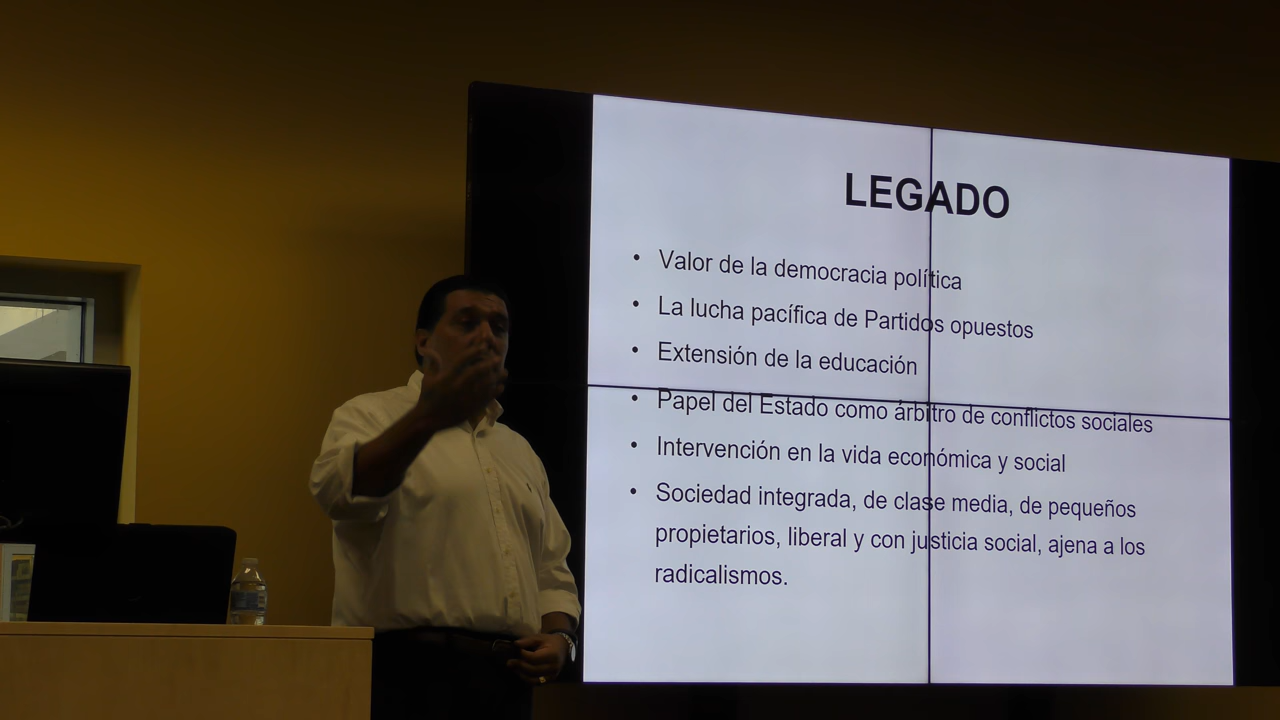 LEGADO
• Valor de la democracia política
• La lucha pacífica de Partidos opuestos
• Extensión de la educación
• Papel del Estado como árbitro de conflictos sociales
• Intervención en la vida económica y social
• Sociedad integrada, de clase media, de pequeños
propietarios, liberal y con justicia social, ajena a los
radicalismos.